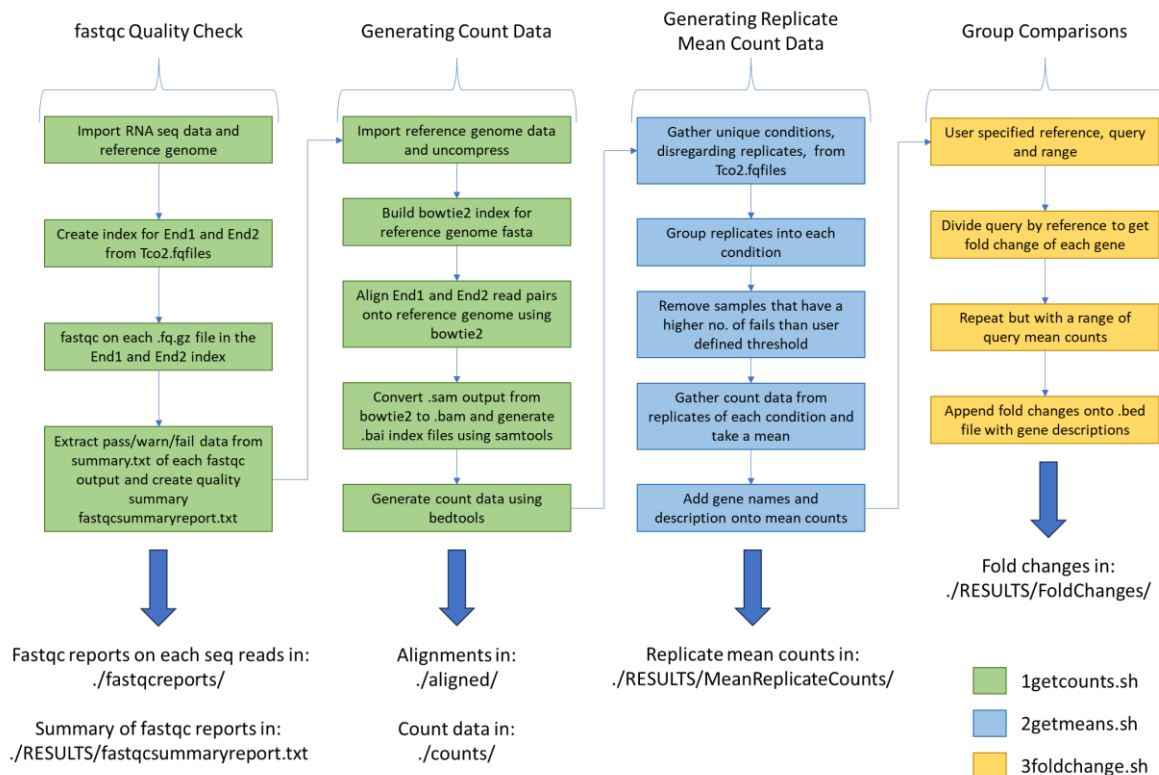 fastqc Quality Check
Import RNA seq data and
reference genome
Create index for End1 and End2
from Tco2.fqfiles
fastqc on each .fq.gz file in the
End1 and End2 index
Extract pass/warn/fail data from
summary.txt of each fastqc
output and create quality
summary
fastqcsummaryreport.txt
Fastqc reports on each seq reads in:
./fastqcreports/
Summary of fastqc reports in:
./RESULTS/fastqcsummaryreport.txt
Generating Count Data
Import reference genome data
and uncompress
Build bowtie2 index for
reference genome fasta
Align End1 and End2 read pairs
onto reference genome using
bowtie2
Convert .sam output from
bowtie2 to .bam and generate
.bai index files using samtools
Generate count data using
bedtools
Alignments in:
./aligned/
Count data in:
./counts/
Generating Replicate
Mean Count Data
Gather unique conditions,
disregarding replicates, from
Tco2.fqfiles
Group replicates into each
condition
Remove samples that have a
higher no. of fails than user
defined threshold
Gather count data from
replicates of each condition and
take a mean
Add gene names and
description onto mean counts
Replicate mean counts in:
./RESULTS/MeanReplicateCounts/
Group Comparisons
User specified reference, query
and range
Divide query by reference to get
fold change of each gene
Repeat but with a range of
query mean counts
Append fold changes onto .bed
file with gene descriptions
Fold changes in:
./RESULTS/FoldChanges/
1getcounts.sh
2getmeans.sh
3foldchange.sh